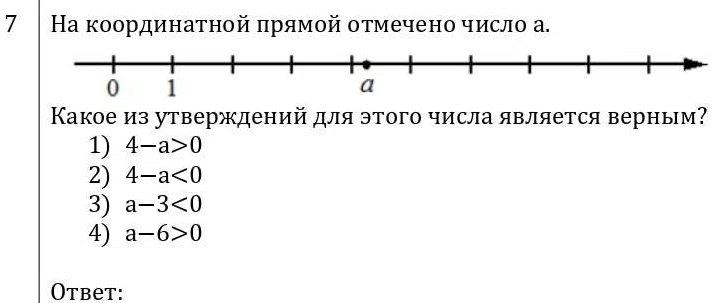 7 На координатной прямой отмечено число а.
0 1 a
Какое из утверждений для этого числа является верным?
1) 4−а>0
2) 4−а<0
3) а−3<0
4) а−6>0
Ответ: